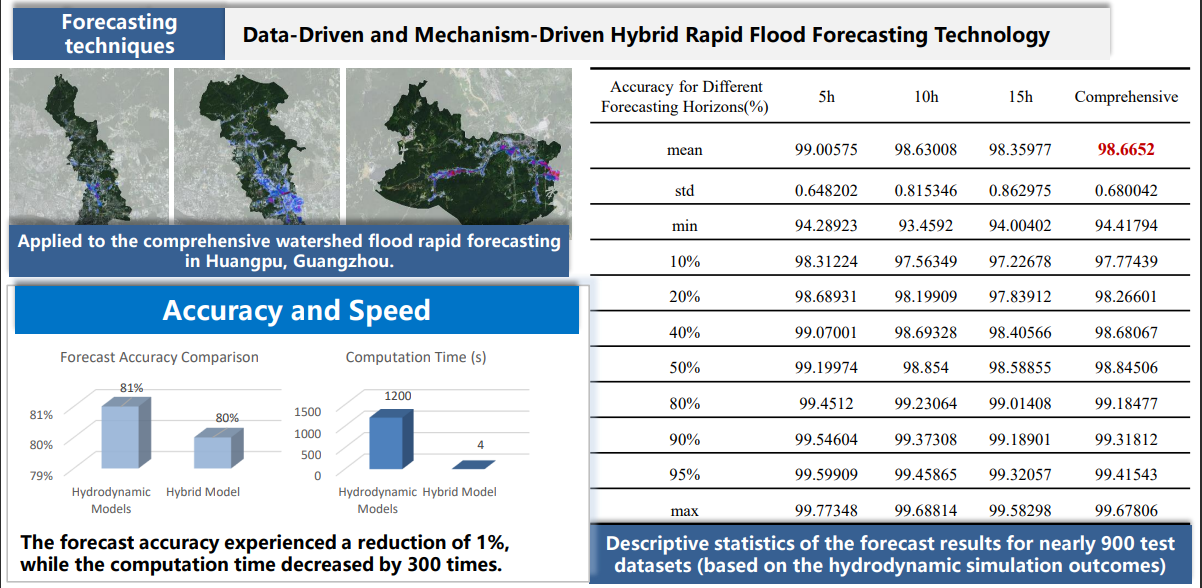 Forecasting
techniques
Data-Driven and Mechanism-Driven Hybrid Rapid Flood Forecasting Technology
Applied to the comprehensive watershed flood rapid forecasting
in Huangpu, Guangzhou.
Accuracy and Speed
Forecast Accuracy Comparison
81%
80%
81%
80%
79%
Hydrodynamic
Models
Hybrid Model
Computation Time (s)
1200
4
1500
1000
500
0
Hydrodynamic
Models
Hybrid Model
The forecast accuracy experienced a reduction of 1%,
while the computation time decreased by 300 times.
Accuracy for Different
Forecasting Horizons(%) 5h 10h 15h Comprehensive
mean 99.00575 98.63008 98.35977 98.6652
std 0.648202 0.815346 0.862975 0.680042
min 94.28923 93.4592 94.00402 94.41794
10% 98.31224 97.56349 97.22678 97.77439
20% 98.68931 98.19909 97.83912 98.26601
40% 99.07001 98.69328 98.40566 98.68067
50% 99.19974 98.854 98.58855 98.84506
80% 99.4512 99.23064 99.01408 99.18477
90% 99.54604 99.37308 99.18901 99.31812
95% 99.59909 99.45865 99.32057 99.41543
max 99.77348 99.68814 99.58298 99.67806
Descriptive statistics of the forecast results for nearly 900 test
datasets (based on the hydrodynamic simulation outcomes)